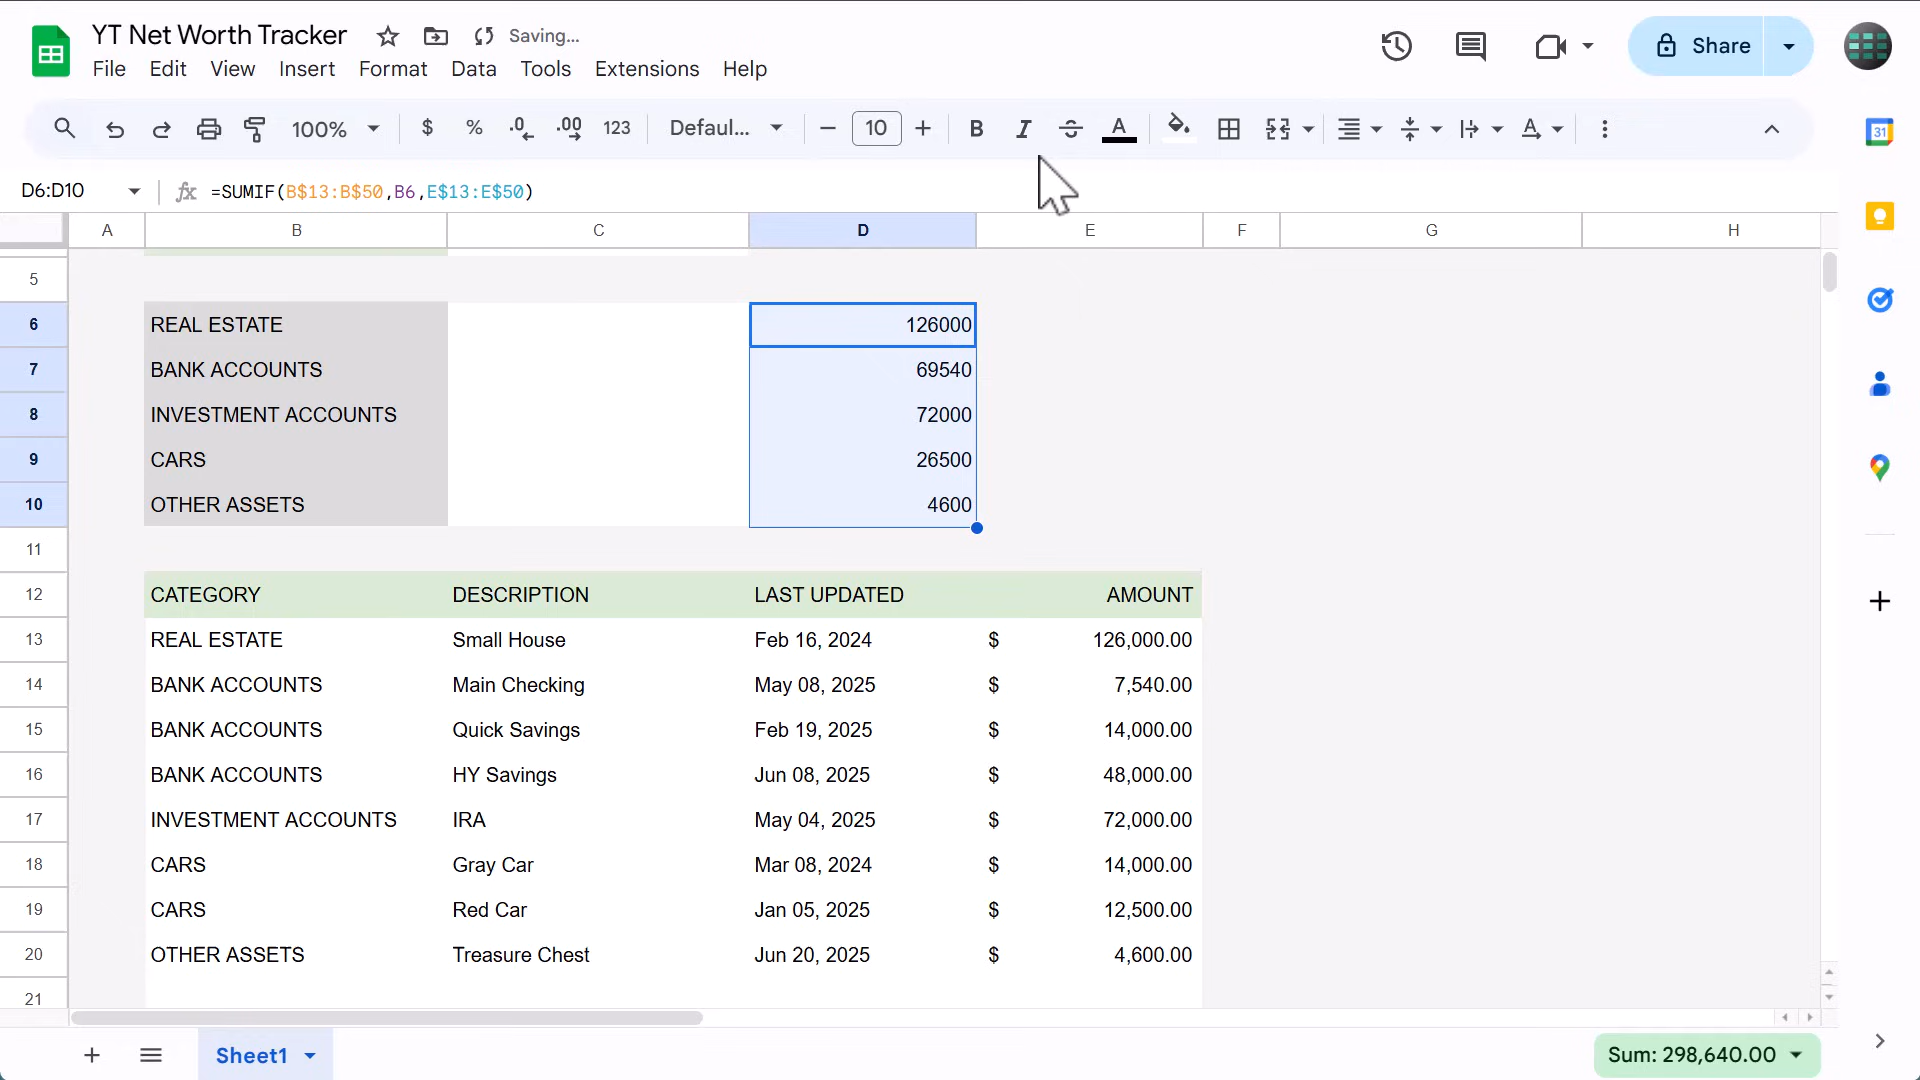 YT Net Worth Tracker Saving...
File Edit View Insert Format Data Tools Extensions Help
Share
100% $ % .0 .00 123 Defaul... 10 B I S A A
31
D6:D10 fx =SUMIF(B$13:B$50,B6,E$13:E$50)
A B C D E F G H
5
6 REAL ESTATE 126000
7 BANK ACCOUNTS 69540
8 INVESTMENT ACCOUNTS 72000
9 CARS 26500
10 OTHER ASSETS 4600
11
12 CATEGORY DESCRIPTION LAST UPDATED AMOUNT
13 REAL ESTATE Small House Feb 16, 2024 $ 126,000.00
14 BANK ACCOUNTS Main Checking May 08, 2025 $ 7,540.00
15 BANK ACCOUNTS Quick Savings Feb 19, 2025 $ 14,000.00
16 BANK ACCOUNTS HY Savings Jun 08, 2025 $ 48,000.00
17 INVESTMENT ACCOUNTS IRA May 04, 2025 $ 72,000.00
18 CARS Gray Car Mar 08, 2024 $ 14,000.00
19 CARS Red Car Jan 05, 2025 $ 12,500.00
20 OTHER ASSETS Treasure Chest Jun 20, 2025 $ 4,600.00
21
Sheet1 Sum: 298,640.00